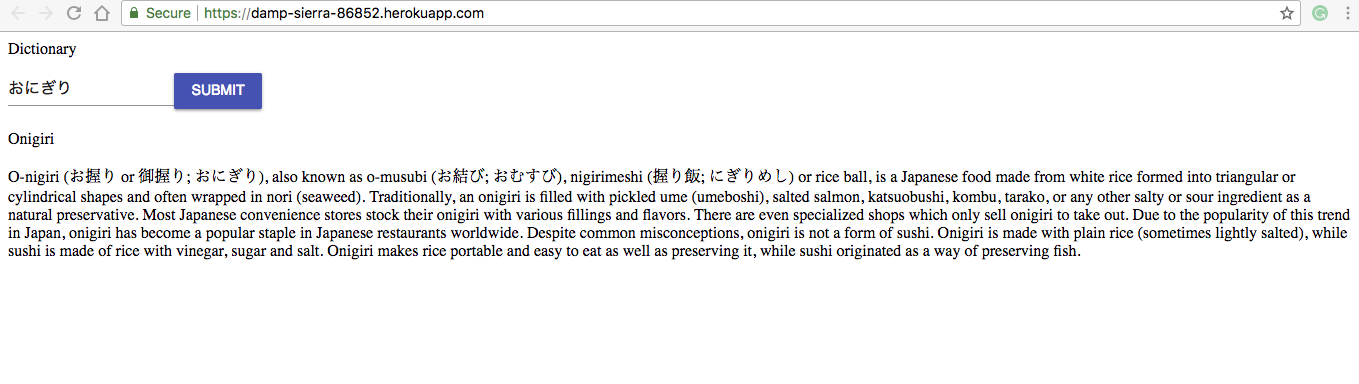 Secure https://damp-sierra-86852.herokuapp.com
Dictionary
おにぎり SUBMIT
Onigiri
O-nigiri (お握り or 御握り; おにぎり), also known as o-musubi (お結び; おむすび), nigirimeshi (握り飯; にぎりめし) or rice ball, is a Japanese food made from white rice formed into triangular or
cylindrical shapes and often wrapped in nori (seaweed). Traditionally, an onigiri is filled with pickled ume (umeboshi), salted salmon, katsuobushi, kombu, tarako, or any other salty or sour ingredient as a
natural preservative. Most Japanese convenience stores stock their onigiri with various fillings and flavors. There are even specialized shops which only sell onigiri to take out. Due to the popularity of this trend
in Japan, onigiri has become a popular staple in Japanese restaurants worldwide. Despite common misconceptions, onigiri is not a form of sushi. Onigiri is made with plain rice (sometimes lightly salted), while
sushi is made of rice with vinegar, sugar and salt. Onigiri makes rice portable and easy to eat as well as preserving it, while sushi originated as a way of preserving fish.